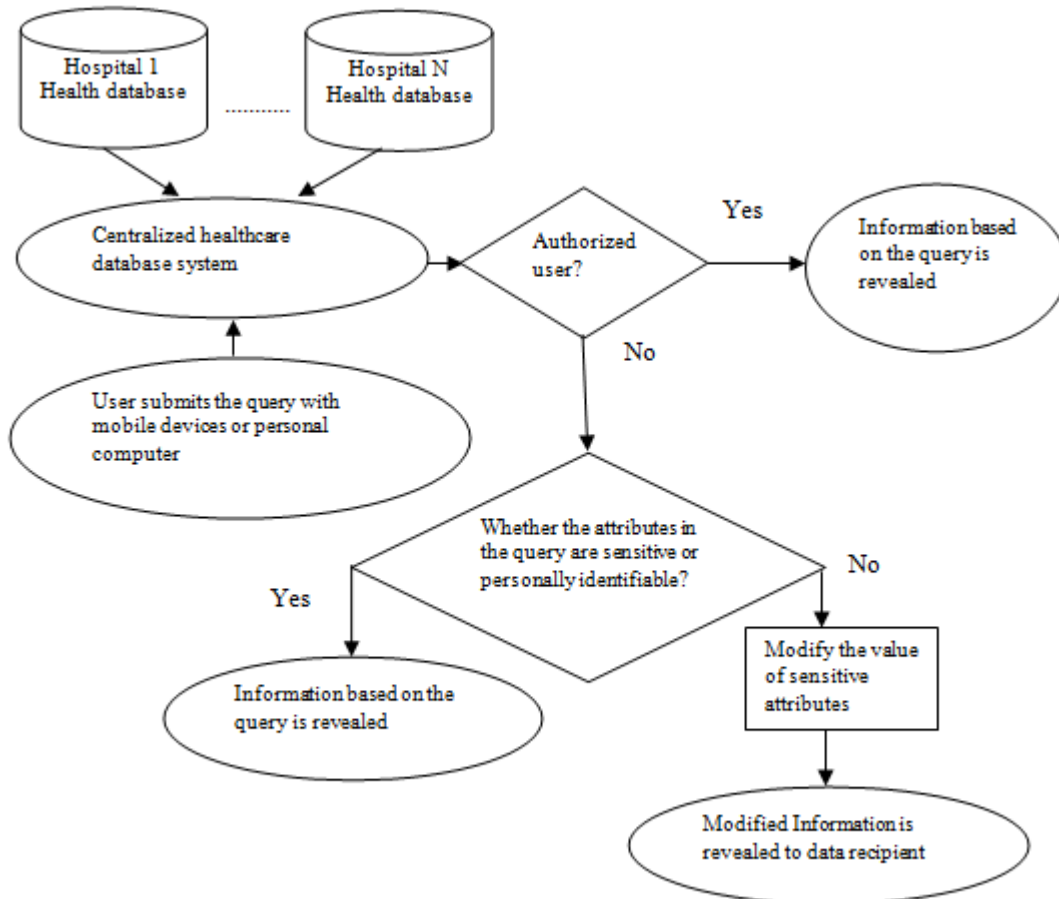 Hospital 1
Health database
Hospital N
Health database
Centralized healthcare
database system
Authorized
user?
Yes
Information based
on the query is
revealed
No
User submits the query with
mobile devices or personal
computer
Whether the attributes in
the query are sensitive or
personally identifiable?
Yes
No
Information based on the
query is revealed
Modify the value
of sensitive
attributes
Modified Information is
revealed to data recipient